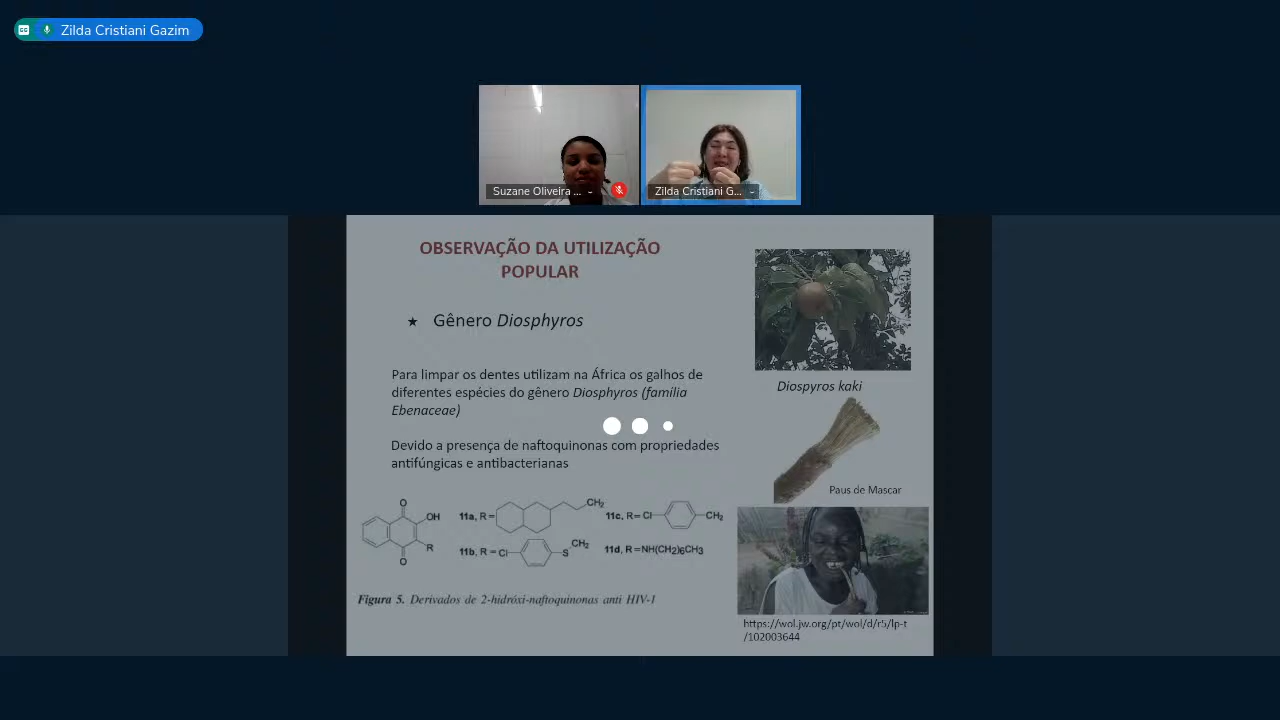 Zilda Cristiani Gazim
Suzane Oliveira ...
Zilda Cristiani G...
OBSERVAÇÃO DA UTILIZAÇÃO
POPULAR
★ Gênero Diosphyros
Para limpar os dentes utilizam na África os galhos de
diferentes espécies do gênero Diosphyros (família
Ebenaceae)
Devido a presença de naftoquinonas com propriedades
antifúngicas e antibacterianas
Diospyros kaki
Paus de Mascar
O
OH
R
O
11a, R= CH₂
11c, R= Cl CH₂
11b, R = Cl S CH₂
11d, R=NH(CH₂)6CH₃
Figura 5. Derivados de 2-hidróxi-naftoquinonas anti HIV-1
https://wol.jw.org/pt/wol/d/r5/lp-t
/102003644